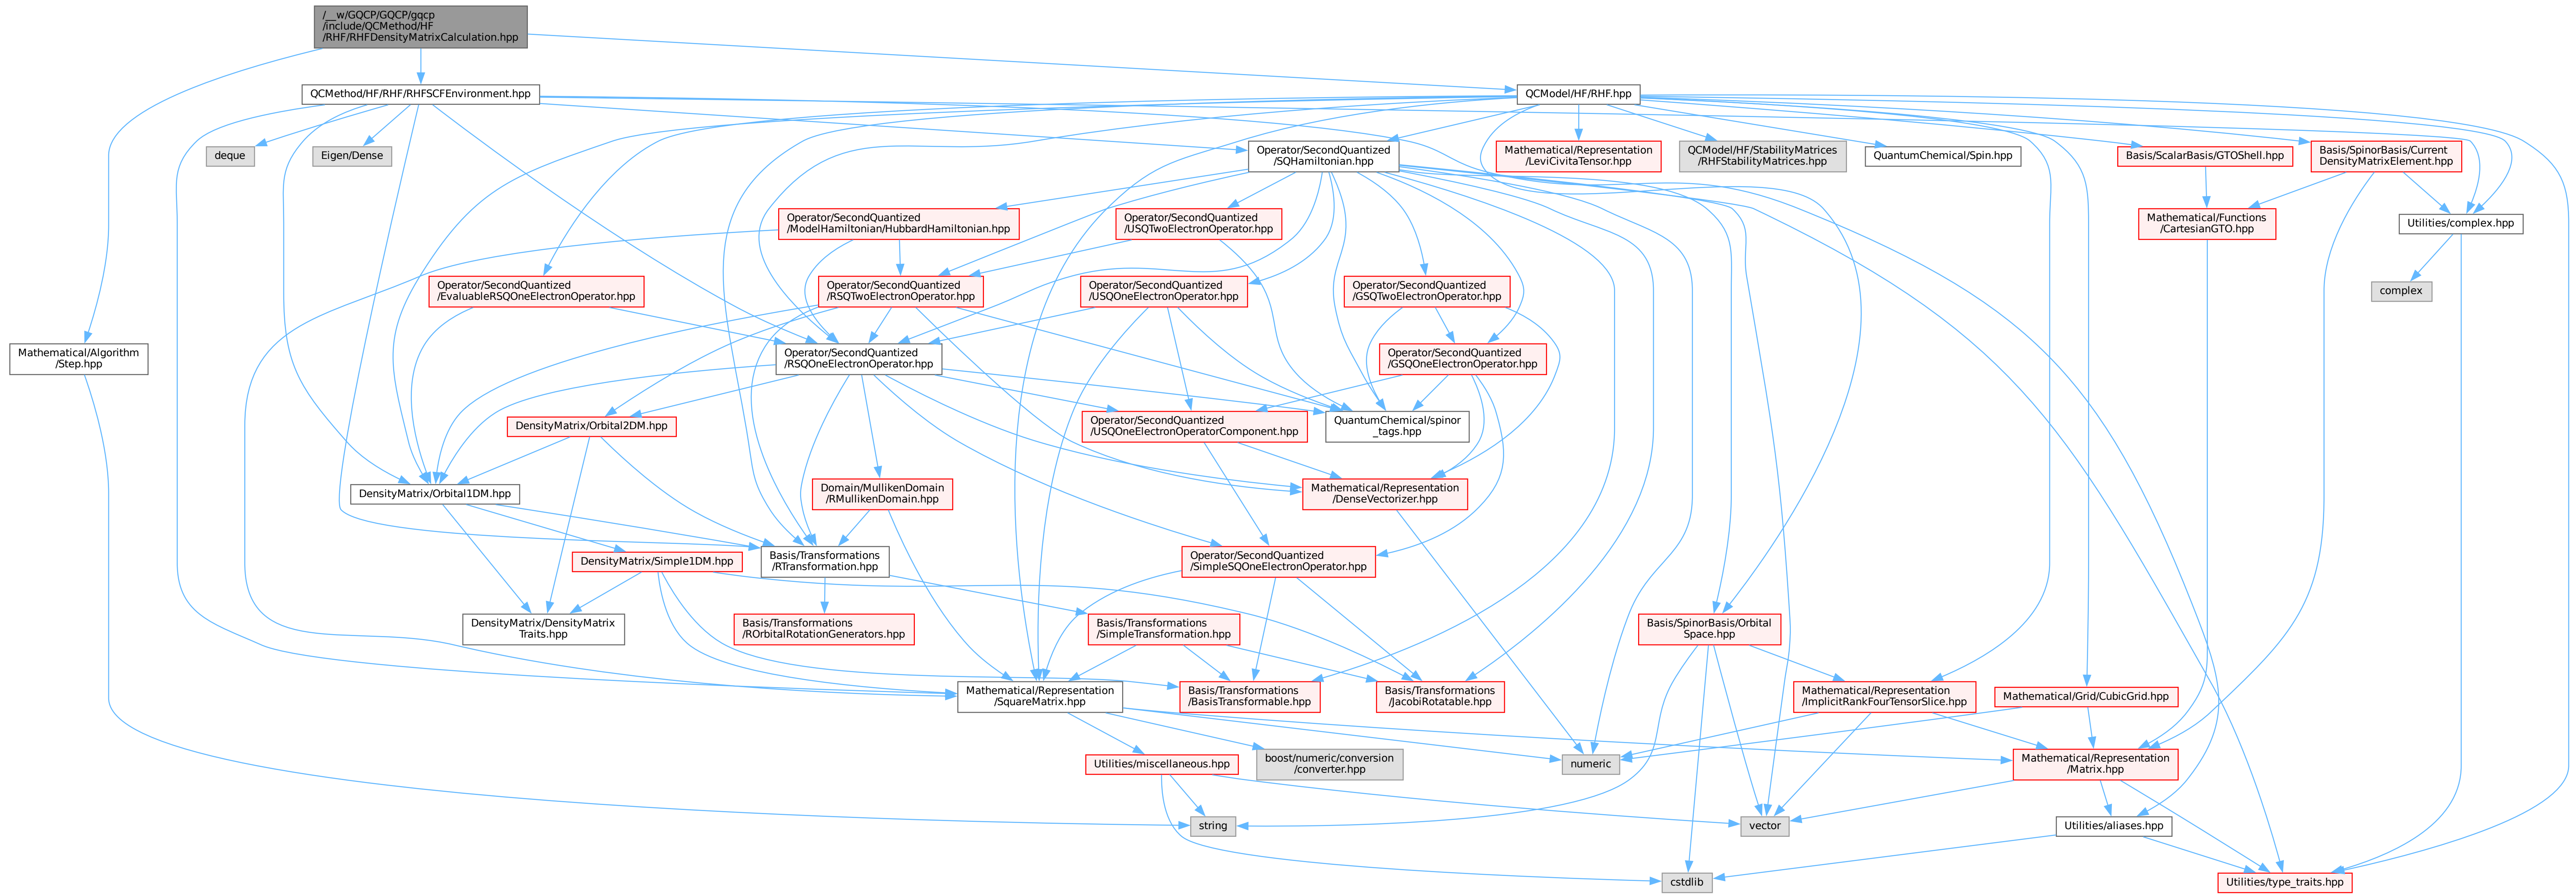 /__w/GQCP/GQCP/gqcp
/include/QCMethod/HF
/RHF/RHFDensityMatrixCalculation.hpp
QCMethod/HF/RHF/RHFSCFEnvironment.hpp
QCModel/HF/RHF.hpp
deque
Eigen/Dense
Operator/SecondQuantized
/SQHamiltonian.hpp
Mathematical/Representation
/LeviCivitaTensor.hpp
QCModel/HF/StabilityMatrices
/RHFStabilityMatrices.hpp
QuantumChemical/Spin.hpp
Basis/ScalarBasis/GTOShell.hpp
Basis/SpinorBasis/Current
DensityMatrixElement.hpp
Operator/SecondQuantized
/ModelHamiltonian/HubbardHamiltonian.hpp
Operator/SecondQuantized
/USQTwoElectronOperator.hpp
Mathematical/Functions
/CartesianGTO.hpp
Utilities/complex.hpp
Operator/SecondQuantized
/EvaluableRSQOneElectronOperator.hpp
Operator/SecondQuantized
/RSQTwoElectronOperator.hpp
Operator/SecondQuantized
/USQOneElectronOperator.hpp
Operator/SecondQuantized
/GSQTwoElectronOperator.hpp
complex
Mathematical/Algorithm
/Step.hpp
Operator/SecondQuantized
/RSQOneElectronOperator.hpp
Operator/SecondQuantized
/GSQOneElectronOperator.hpp
DensityMatrix/Orbital2DM.hpp
Operator/SecondQuantized
/USQOneElectronOperatorComponent.hpp
QuantumChemical/spinor
_tags.hpp
DensityMatrix/Orbital1DM.hpp
Domain/MullikenDomain
/RMullikenDomain.hpp
Mathematical/Representation
/DenseVectorizer.hpp
DensityMatrix/Simple1DM.hpp
Basis/Transformations
/RTransformation.hpp
Operator/SecondQuantized
/SimpleSQOneElectronOperator.hpp
DensityMatrix/DensityMatrix
Traits.hpp
Basis/Transformations
/ROrbitalRotationGenerators.hpp
Basis/Transformations
/SimpleTransformation.hpp
Basis/SpinorBasis/Orbital
Space.hpp
Mathematical/Representation
/SquareMatrix.hpp
Basis/Transformations
/BasisTransformable.hpp
Basis/Transformations
/JacobiRotatable.hpp
Mathematical/Representation
/ImplicitRankFourTensorSlice.hpp
Mathematical/Grid/CubicGrid.hpp
Utilities/miscellaneous.hpp
boost/numeric/conversion
/converter.hpp
numeric
Mathematical/Representation
/Matrix.hpp
string
vector
Utilities/aliases.hpp
cstdlib
Utilities/type_traits.hpp